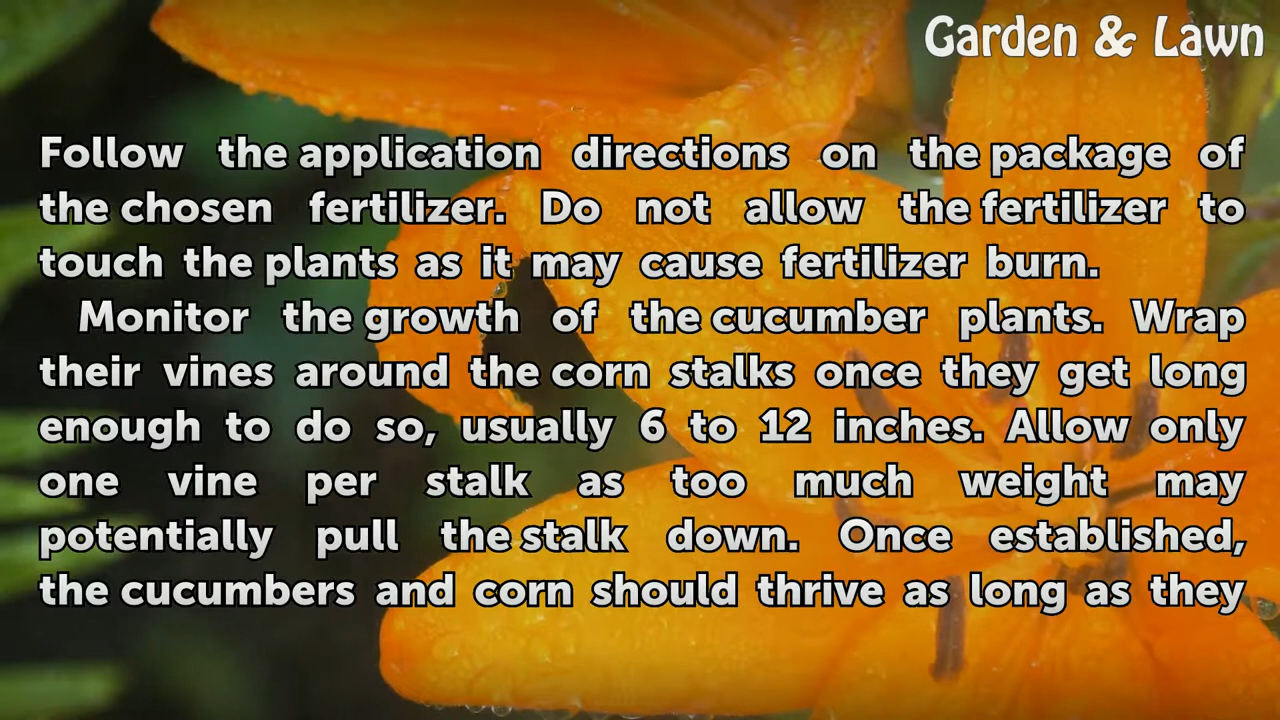 Garden & Lawn
Follow the application directions on the package of
the chosen fertilizer. Do not allow the fertilizer to
touch the plants as it may cause fertilizer burn.
Monitor the growth of the cucumber plants. Wrap
their vines around the corn stalks once they get long
enough to do so, usually 6 to 12 inches. Allow only
one vine per stalk as too much weight may
potentially pull the stalk down. Once established,
the cucumbers and corn should thrive as long as they